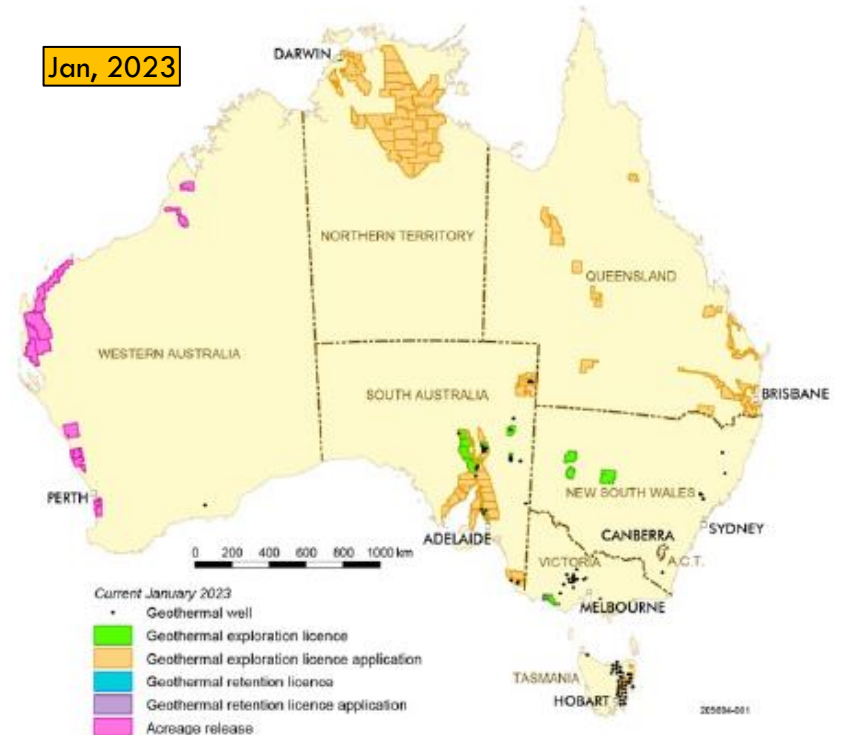 Jan, 2023
DARWIN
NORTHERN TERRITORY
QUEENSLAND
WESTERN AUSTRALIA
SOUTH AUSTRALIA
BRISBANE
PERTH
NEW SOUTH WALES
SYDNEY
ADELAIDE
CANBERRA
A.C.T.
VICTORIA
MELBOURNE
0 200 400 600 800 1000 km
Current January 2023
Geothermal well
Geothermal exploration licence
Geothermal exploration licence application
Geothermal retention licence
Geothermal retention licence application
Acreage release
TASMANIA
HOBART